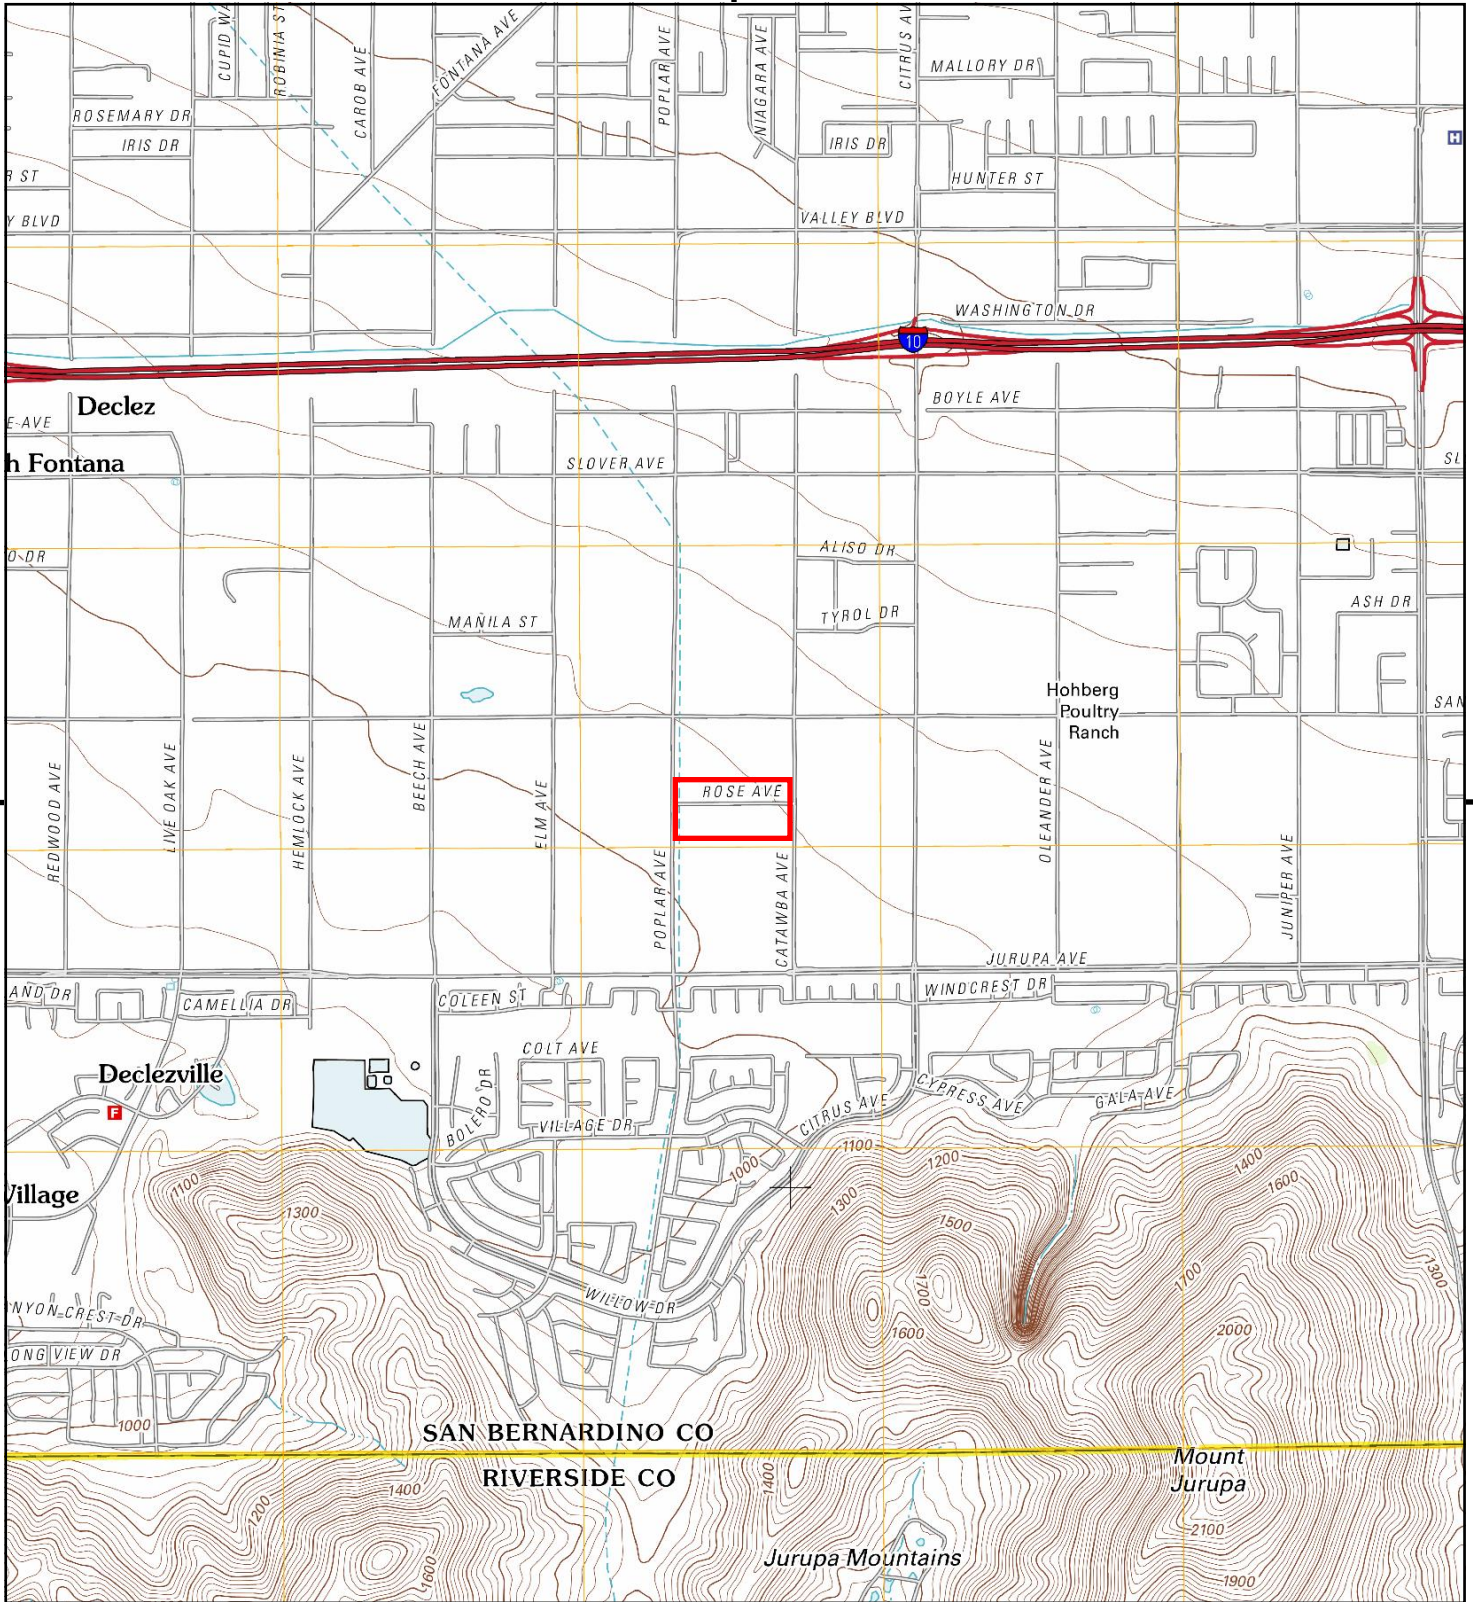 CUPID WA
ROBINIA ST
CAROB AVE
FONTANA AVE
POPLAR AVE
NIAGARA AVE
CITRUS AV
MALLORY DR
ROSEMARY DR
IRIS DR
IRIS DR
H
R ST
HUNTER ST
Y BLVD
VALLEY BLVD
WASHINGTON DR
10
Declez
BOYLE AVE
E AVE
h Fontana
SLOVER AVE
SL
O DR
ALISO DR
ASH DR
MANILA ST
TYROL DR
Hohberg
Poultry
Ranch
SAN
REDWOOD AVE
LIVE OAK AVE
HEMLOCK AVE
BEECH AVE
ELM AVE
ROSE AVE
POPLAR AVE
CATAWBA AVE
OLEANDER AVE
JUNIPER AVE
JURUPA AVE
AND DR
CAMELLIA DR
COLEEN ST
WINDCREST DR
COLT AVE
Declezville
F
BOLERO DR
VILLAGE DR
CITRUS AVE
CYPRESS AVE
GALA AVE
1100
1200
1400
1000
1600
Village
1100
1300
1300
1500
1700
1700
1300
NYON CREST DR
WILLOW DR
1600
2000
ONG VIEW DR
1000
SAN BERNARDINO CO
RIVERSIDE CO
Mount
Jurupa
1400
1400
1200
2100
Jurupa Mountains
1600
1900